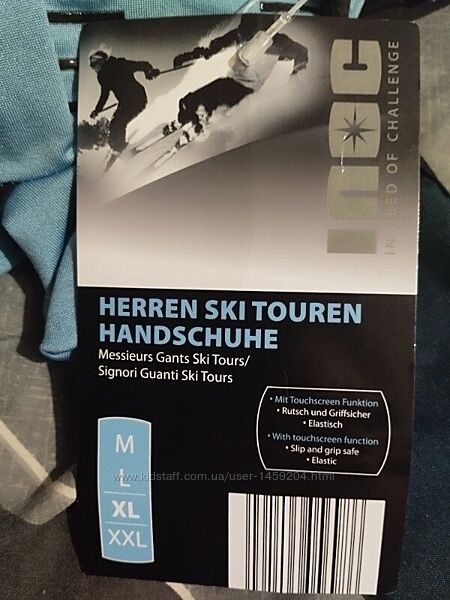 INOC
IN NEED OF CHALLENGE
HERREN SKI TOUREN
HANDSCHUHE
Messieurs Gants Ski Tours/
Signori Guanti Ski Tours
• Mit Touchscreen Funktion
• Rutsch und Griffsicher
• Elastisch
• With touchscreen function
• Slip and grip safe
• Elastic
M
L
XL
XXL
www.kidstaff.com.ua/user-1459204.html